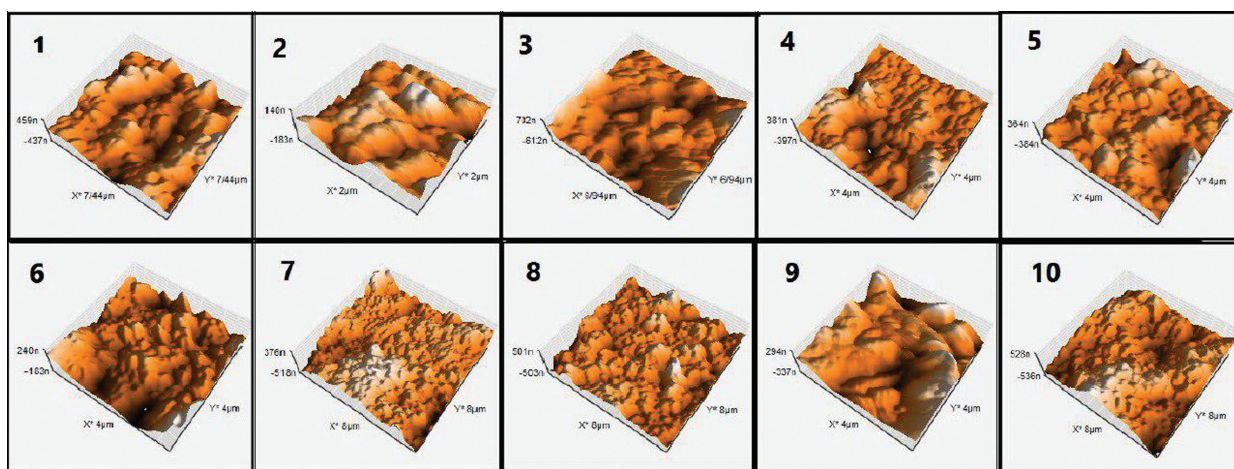 1
459n
-437n
X* 7/44µm
Y* 7/44µm
2
140n
-183n
X* 2µm
Y* 2µm
3
732n
-612n
X* 6/94µm
Y* 6/94µm
4
381n
-397n
X* 4µm
Y* 4µm
5
364n
-384n
X* 4µm
Y* 4µm
6
240n
-183n
X* 4µm
Y* 4µm
7
376n
-518n
X* 8µm
Y* 8µm
8
501n
-503n
X* 8µm
Y* 8µm
9
294n
-337n
X* 4µm
Y* 4µm
10
528n
-536n
X* 8µm
Y* 8µm